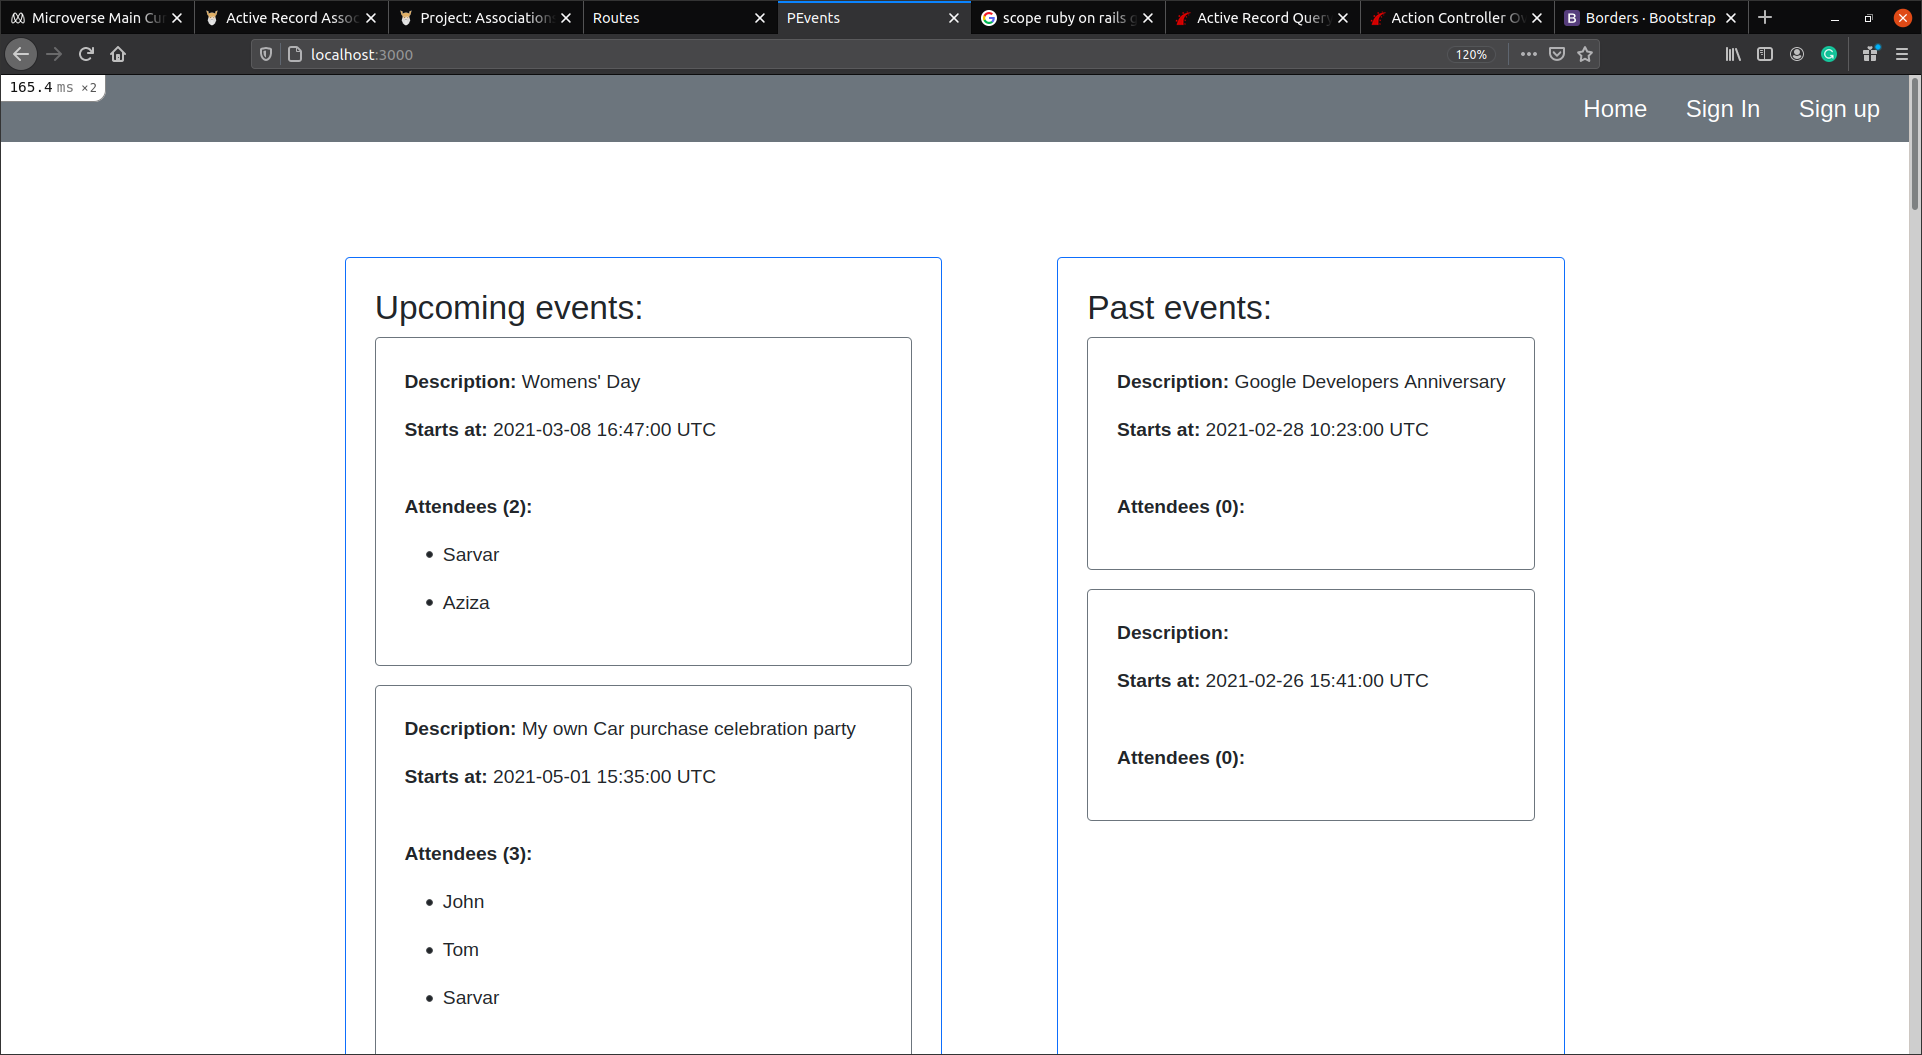 Microverse Main Cu
Active Record Assoc
Project: Association
Routes
PEvents
scope ruby on rails g
Active Record Query
Action Controller Ov
B Borders · Bootstrap
localhost:3000
120%
165.4 ms ×2
Home Sign In Sign up
Upcoming events:
Description: Womens' Day
Starts at: 2021-03-08 16:47:00 UTC
Attendees (2):
Sarvar
Aziza
Description: My own Car purchase celebration party
Starts at: 2021-05-01 15:35:00 UTC
Attendees (3):
John
Tom
Sarvar
Past events:
Description: Google Developers Anniversary
Starts at: 2021-02-28 10:23:00 UTC
Attendees (0):
Description:
Starts at: 2021-02-26 15:41:00 UTC
Attendees (0):